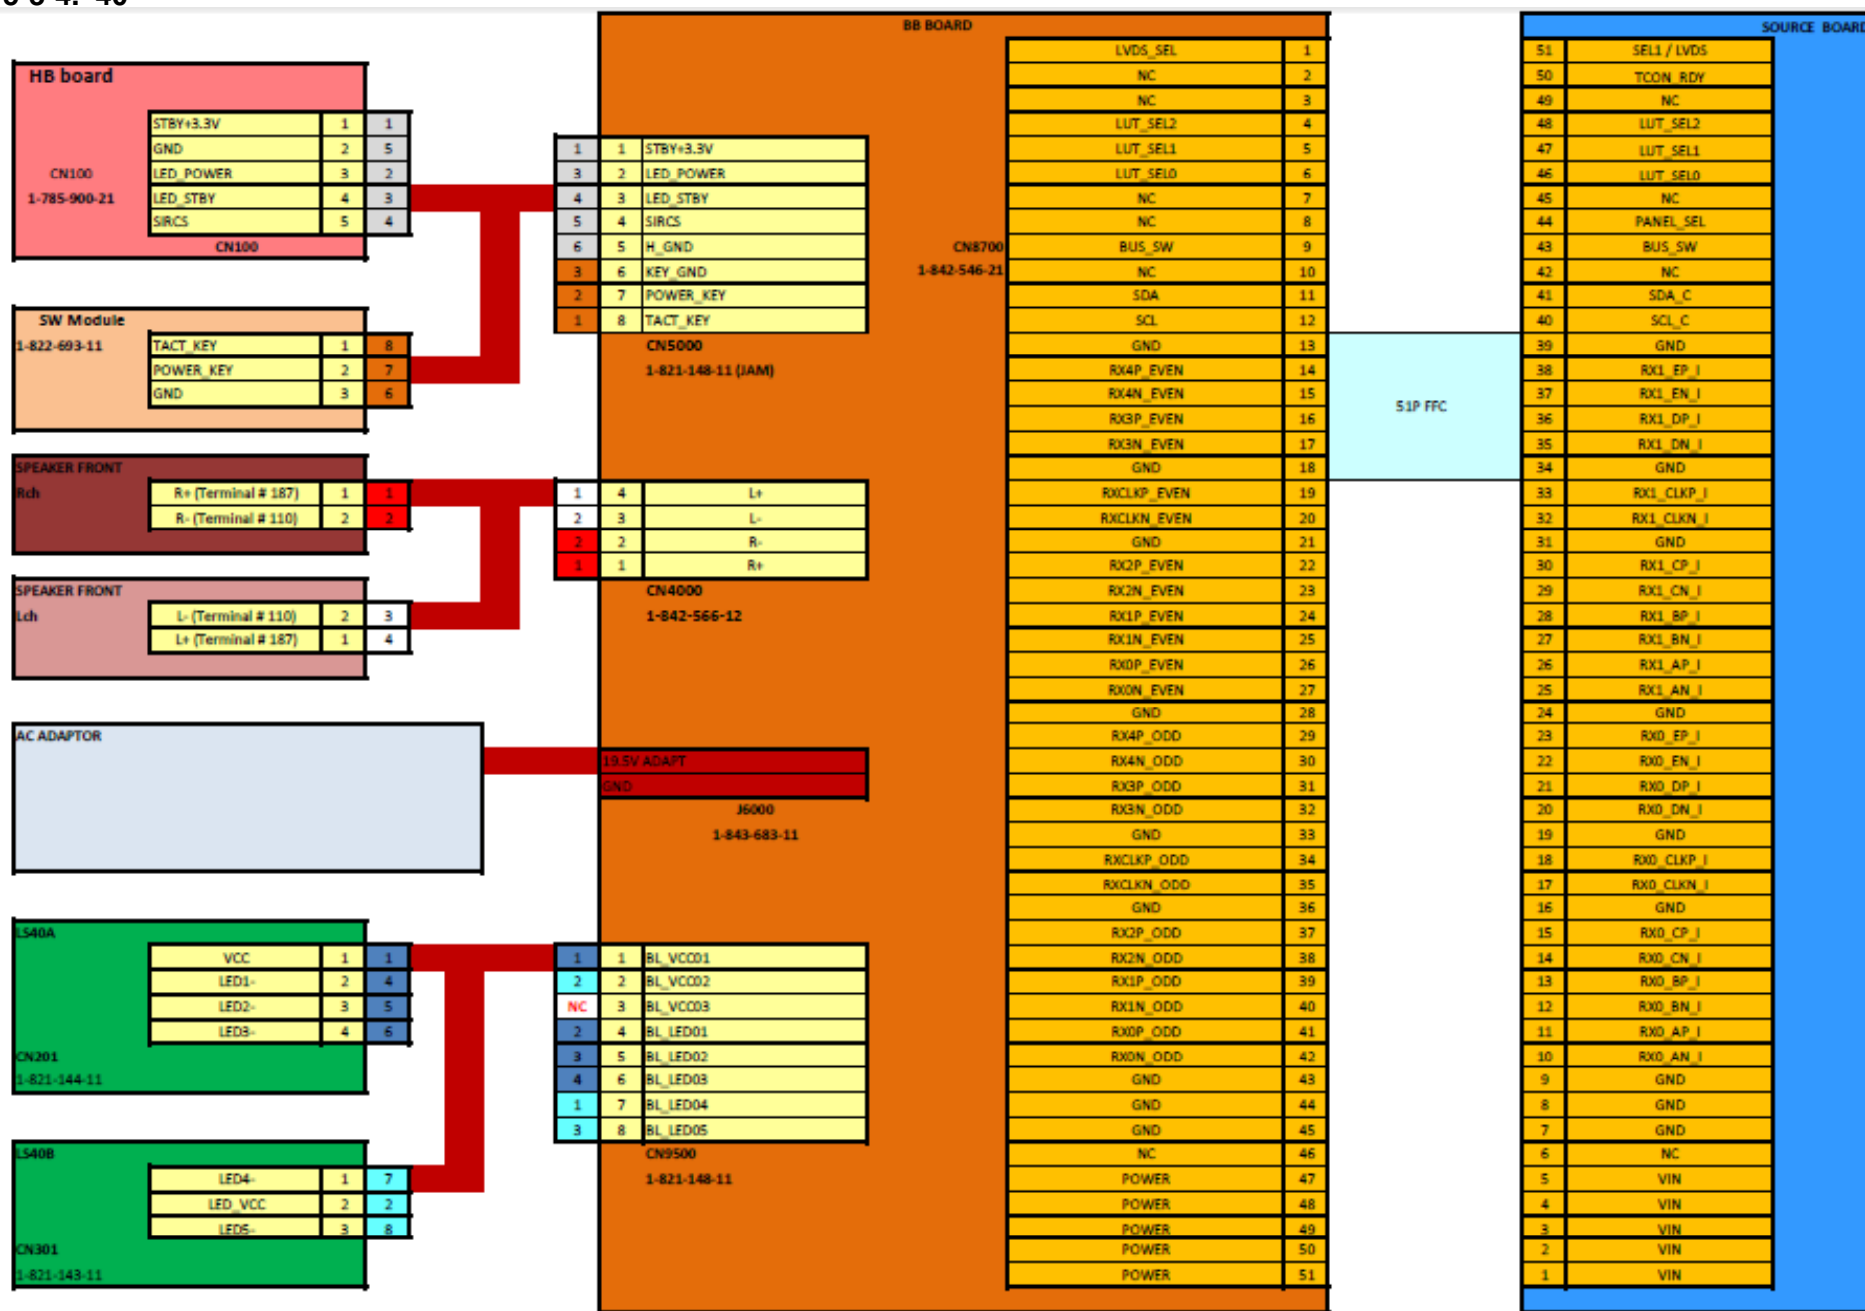 BB BOARD
SOURCE BOARD
HB board
STBY+3.3V 1 1
GND 2 5
LED_POWER 3 2
LED_STBY 4 3
SIRCS 5 4
CN100
1-785-900-21
CN100
SW Module
1-822-693-11
TACT_KEY 1 8
POWER_KEY 2 7
GND 3 6
SPEAKER FRONT
Rch
R+ (Terminal # 187) 1 1
R- (Terminal # 110) 2 2
SPEAKER FRONT
Lch
L- (Terminal # 110) 2 3
L+ (Terminal # 187) 1 4
AC ADAPTOR
LS40A
VCC 1 1
LED1- 2 4
LED2- 3 5
LED3- 4 6
CN201
1-821-144-11
LS40B
LED4- 1 7
LED_VCC 2 2
LED5- 3 8
CN301
1-821-143-11
1 1 STBY+3.3V
3 2 LED_POWER
4 3 LED_STBY
5 4 SIRCS
6 5 H_GND
3 6 KEY_GND
2 7 POWER_KEY
1 8 TACT_KEY
CN5000
1-821-148-11 (JAM)
1 4 L+
2 3 L-
2 2 R-
1 1 R+
CN4000
1-842-566-12
19.5V ADAPT
GND
J6000
1-843-683-11
1 1 BL_VCC01
2 2 BL_VCC02
NC 3 BL_VCC03
2 4 BL_LED01
3 5 BL_LED02
4 6 BL_LED03
1 7 BL_LED04
3 8 BL_LED05
CN9500
1-821-148-11
CN8700
1-842-546-21
LVDS_SEL 1
NC 2
NC 3
LUT_SEL2 4
LUT_SEL1 5
LUT_SEL0 6
NC 7
NC 8
BUS_SW 9
NC 10
SDA 11
SCL 12
GND 13
RX4P_EVEN 14
RX4N_EVEN 15
RX3P_EVEN 16
RX3N_EVEN 17
GND 18
RXCLKP_EVEN 19
RXCLKN_EVEN 20
GND 21
RX2P_EVEN 22
RX2N_EVEN 23
RX1P_EVEN 24
RX1N_EVEN 25
RX0P_EVEN 26
RX0N_EVEN 27
GND 28
RX4P_ODD 29
RX4N_ODD 30
RX3P_ODD 31
RX3N_ODD 32
GND 33
RXCLKP_ODD 34
RXCLKN_ODD 35
GND 36
RX2P_ODD 37
RX2N_ODD 38
RX1P_ODD 39
RX1N_ODD 40
RX0P_ODD 41
RX0N_ODD 42
GND 43
GND 44
GND 45
NC 46
POWER 47
POWER 48
POWER 49
POWER 50
POWER 51
51P FFC
51 SEL1 / LVDS
50 TCON_RDY
49 NC
48 LUT_SEL2
47 LUT_SEL1
46 LUT_SEL0
45 NC
44 PANEL_SEL
43 BUS_SW
42 NC
41 SDA_C
40 SCL_C
39 GND
38 RX1_EP_I
37 RX1_EN_I
36 RX1_DP_I
35 RX1_DN_I
34 GND
33 RX1_CLKP_I
32 RX1_CLKN_I
31 GND
30 RX1_CP_I
29 RX1_CN_I
28 RX1_BP_I
27 RX1_BN_I
26 RX1_AP_I
25 RX1_AN_I
24 GND
23 RX0_EP_I
22 RX0_EN_I
21 RX0_DP_I
20 RX0_DN_I
19 GND
18 RX0_CLKP_I
17 RX0_CLKN_I
16 GND
15 RX0_CP_I
14 RX0_CN_I
13 RX0_BP_I
12 RX0_BN_I
11 RX0_AP_I
10 RX0_AN_I
9 GND
8 GND
7 GND
6 NC
5 VIN
4 VIN
3 VIN
2 VIN
1 VIN